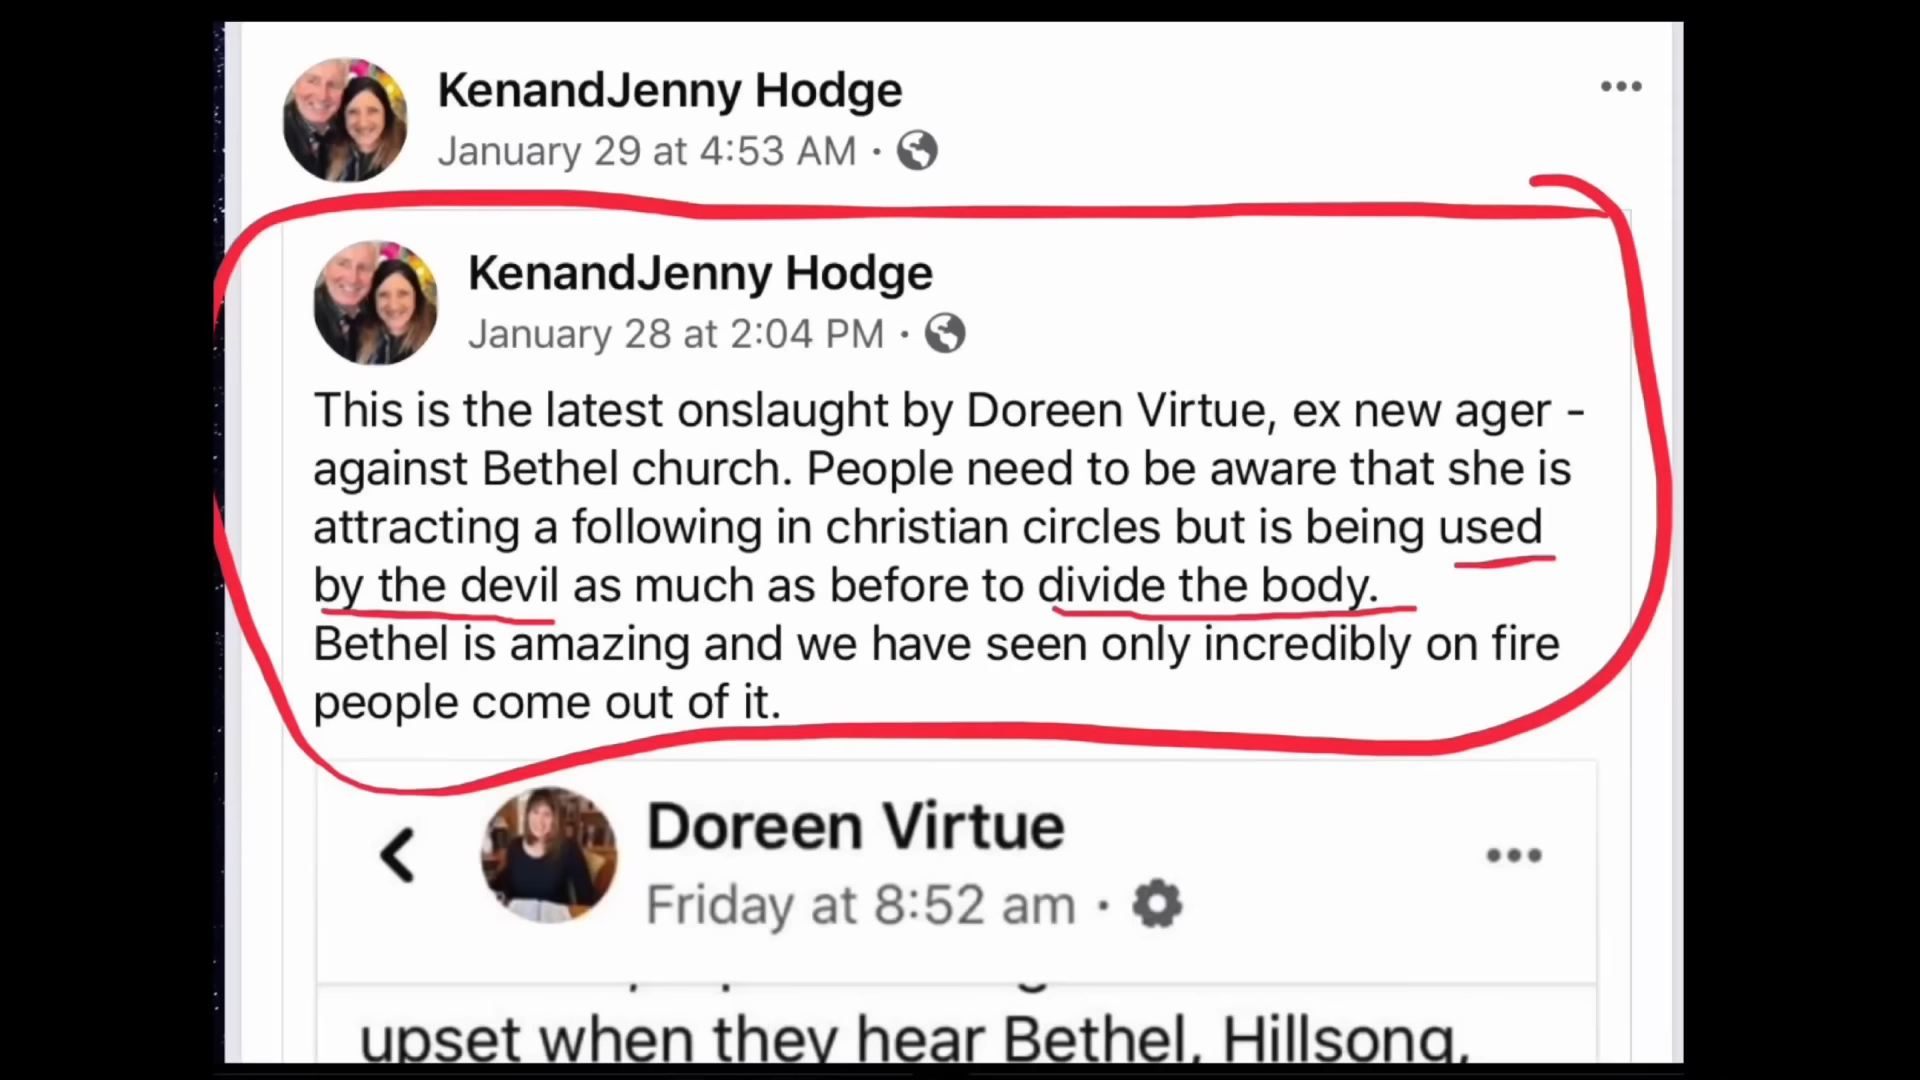 KenandJenny Hodge
January 29 at 4:53 AM ·
KenandJenny Hodge
January 28 at 2:04 PM ·
This is the latest onslaught by Doreen Virtue, ex new ager -
against Bethel church. People need to be aware that she is
attracting a following in christian circles but is being used
by the devil as much as before to divide the body.
Bethel is amazing and we have seen only incredibly on fire
people come out of it.
Doreen Virtue
Friday at 8:52 am ·
upset when they hear Bethel, Hillsong,